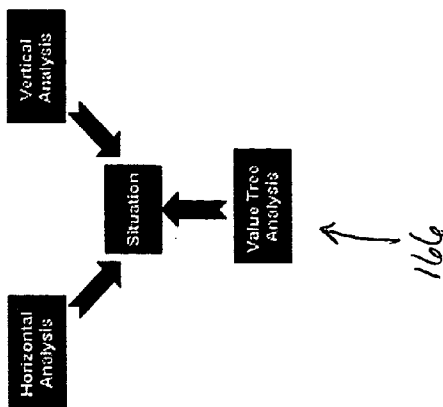 Horizontal
Analysis
Vertical
Analysis
Situation
Value Tree
Analysis
166